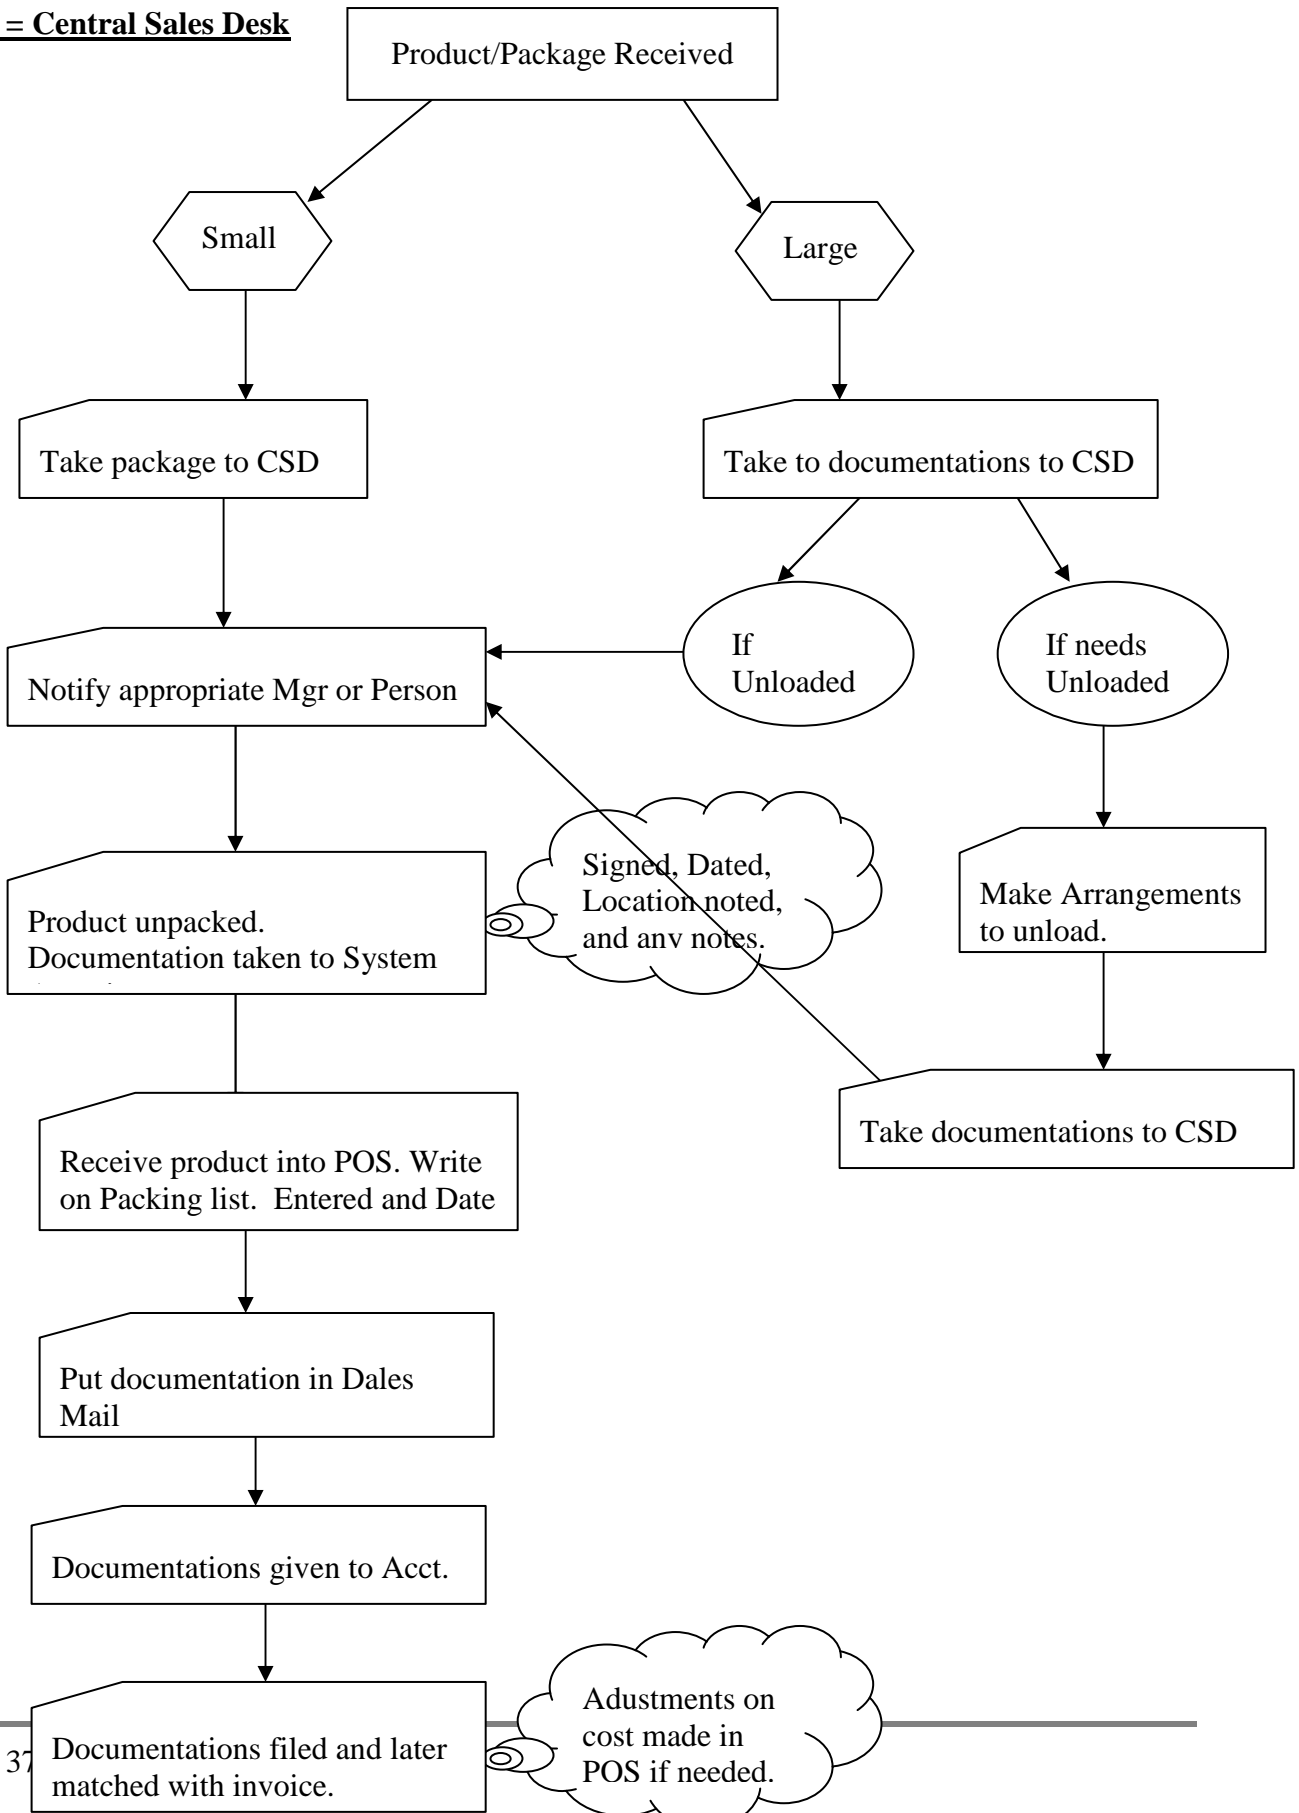 = Central Sales Desk
Product/Package Received
Small
Large
Take package to CSD
Take to documentations to CSD
If
Unloaded
If needs
Unloaded
Notify appropriate Mgr or Person
Signed, Dated,
Location noted,
and any notes.
Make Arrangements
to unload.
Product unpacked.
Documentation taken to System
Take documentations to CSD
Receive product into POS. Write
on Packing list.  Entered and Date
Put documentation in Dales
Mail
Documentations given to Acct.
Adustments on
cost made in
POS if needed.
Documentations filed and later
matched with invoice.
37